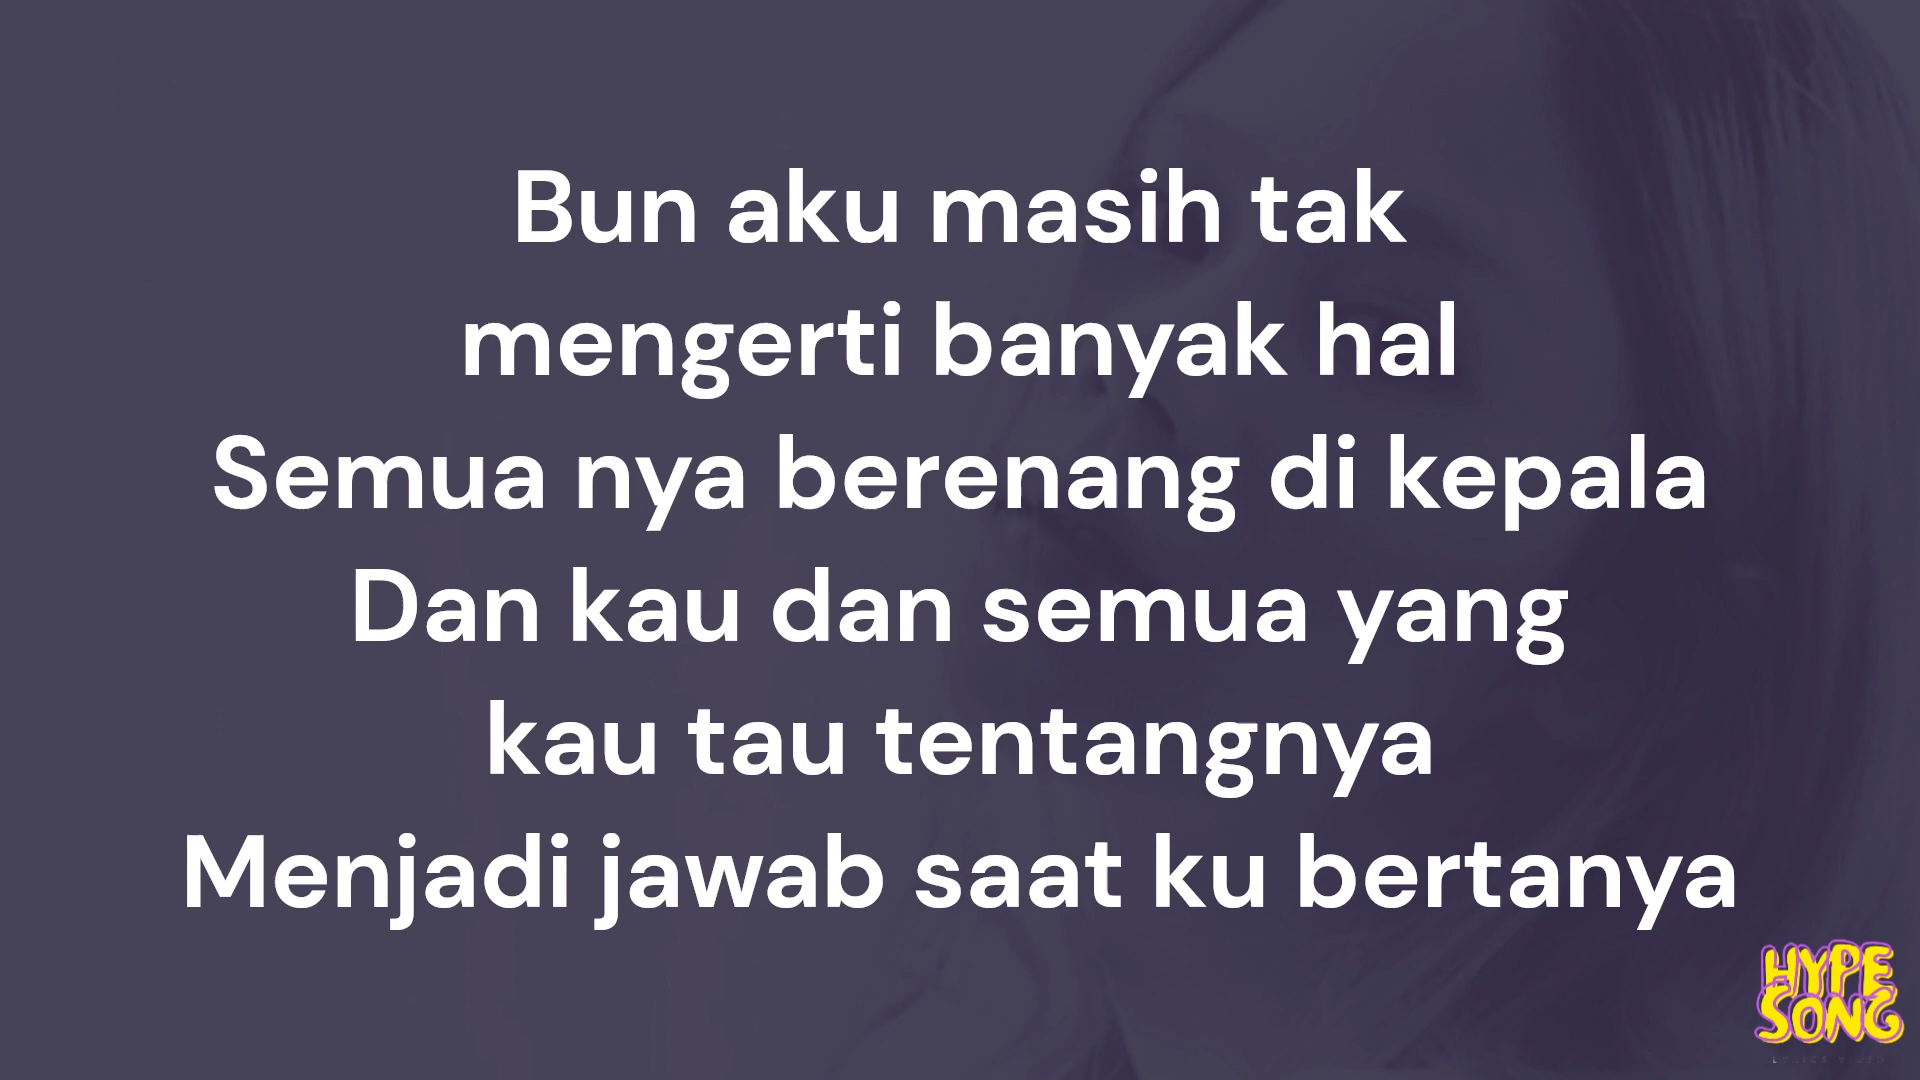 Bun aku masih tak
mengerti banyak hal
Semua nya berenang di kepala
Dan kau dan semua yang
kau tau tentangnya
Menjadi jawab saat ku bertanya
HYPE
SONG